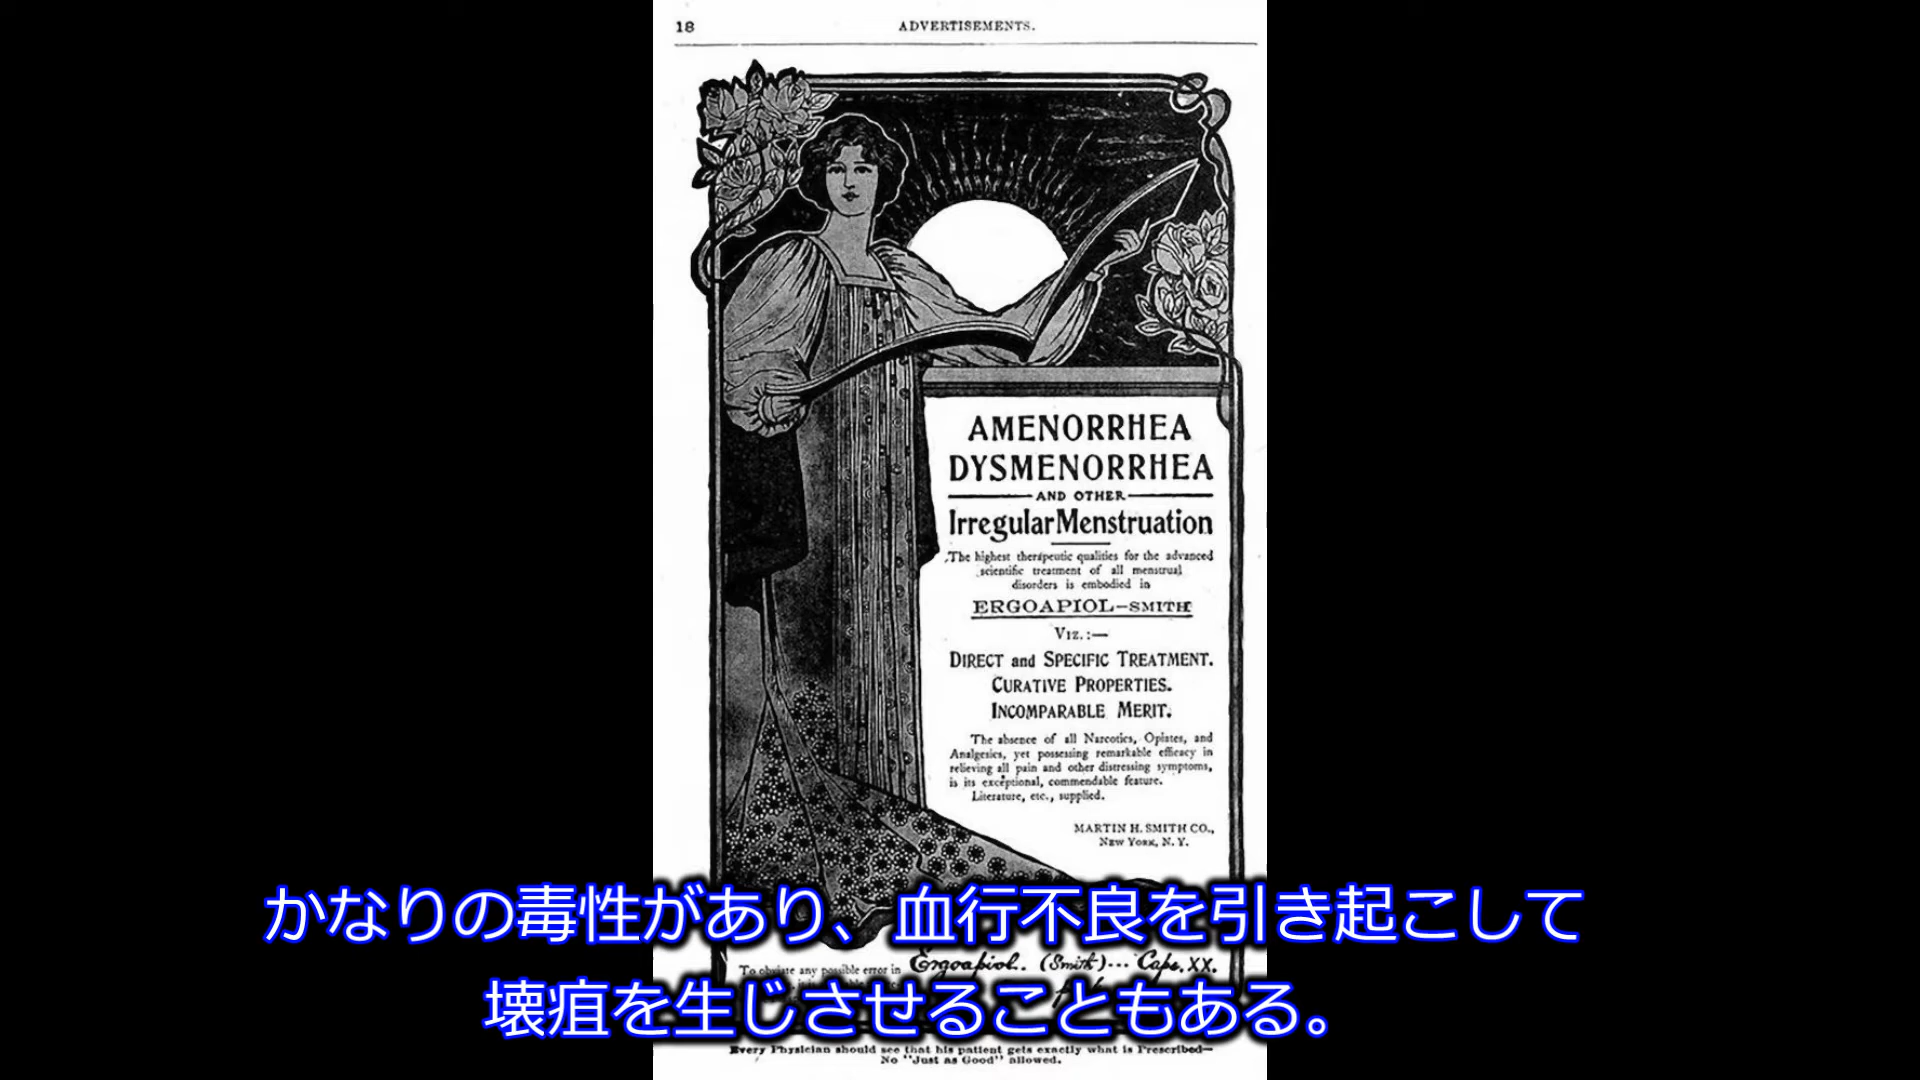 18
ADVERTISEMENTS.
AMENORRHEA
DYSMENORRHEA
AND OTHER
Irregular Menstruation
The highest therapeutic qualities for the advanced
scientific treatment of all menstrual
disorders is embodied in
ERGOAPIOL-SMITH
VIZ.:—
DIRECT and SPECIFIC TREATMENT.
CURATIVE PROPERTIES.
INCOMPARABLE MERIT.
The absence of all Narcotics, Opiates, and
Analgesics, yet possessing remarkable efficacy in
relieving all pain and other distressing symptoms,
is its exceptional, commendable feature.
Literature, etc., supplied.
MARTIN H. SMITH CO.,
NEW YORK, N. Y.
かなりの毒性があり、血行不良を引き起こして
To obviate any possible error in Ergoapiol. (Smith)... Caps. XX.
壊疽を生じさせることもある。
Every Physician should see that his patient gets exactly what is Prescribed—
No "Just as Good" allowed.